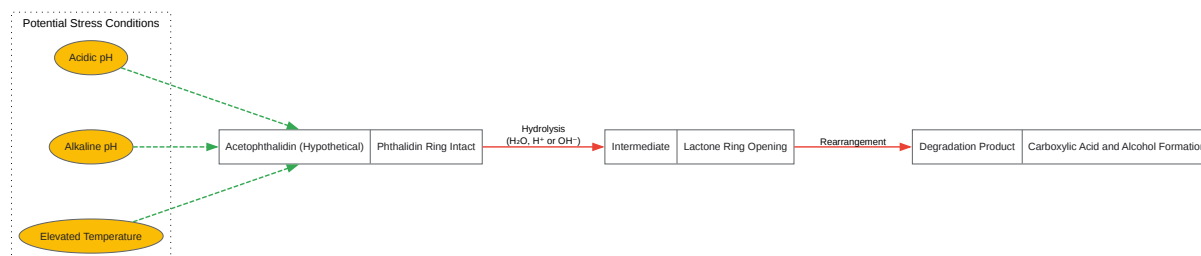 Potential Stress Conditions
Acidic pH
Alkaline pH
Elevated Temperature
Acetophthalidin (Hypothetical)
Phthalidin Ring Intact
Hydrolysis
(H₂O, H⁺ or OH⁻)
Intermediate
Lactone Ring Opening
Rearrangement
Degradation Product
Carboxylic Acid and Alcohol Formation